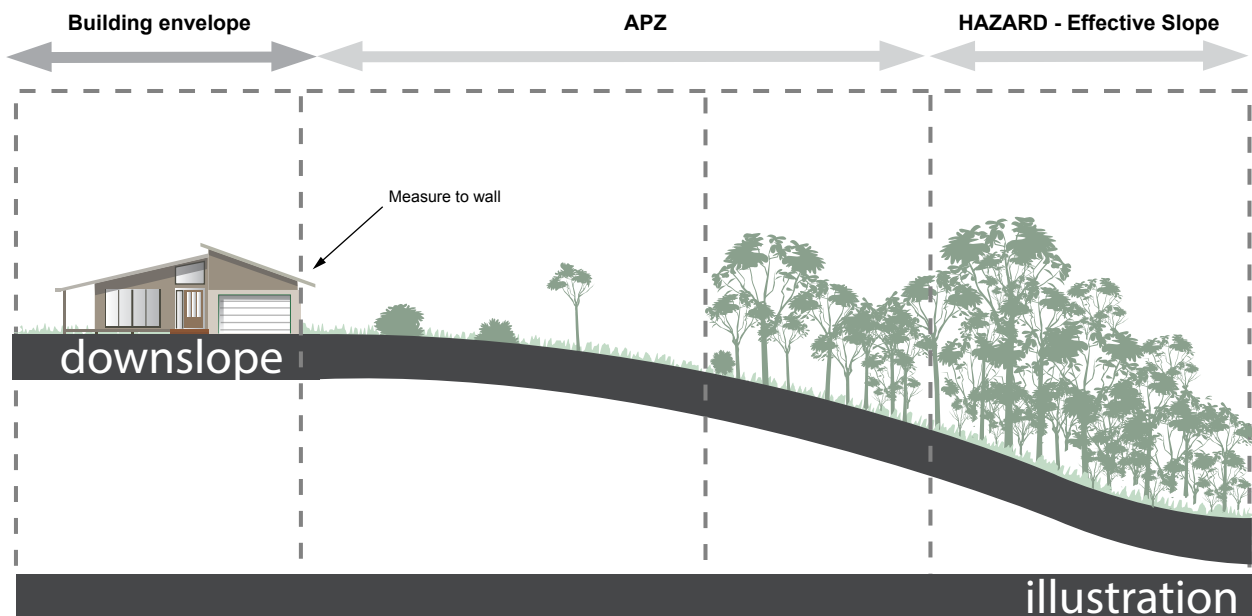 Building envelope
APZ
HAZARD - Effective Slope
Measure to wall
downslope
illustration